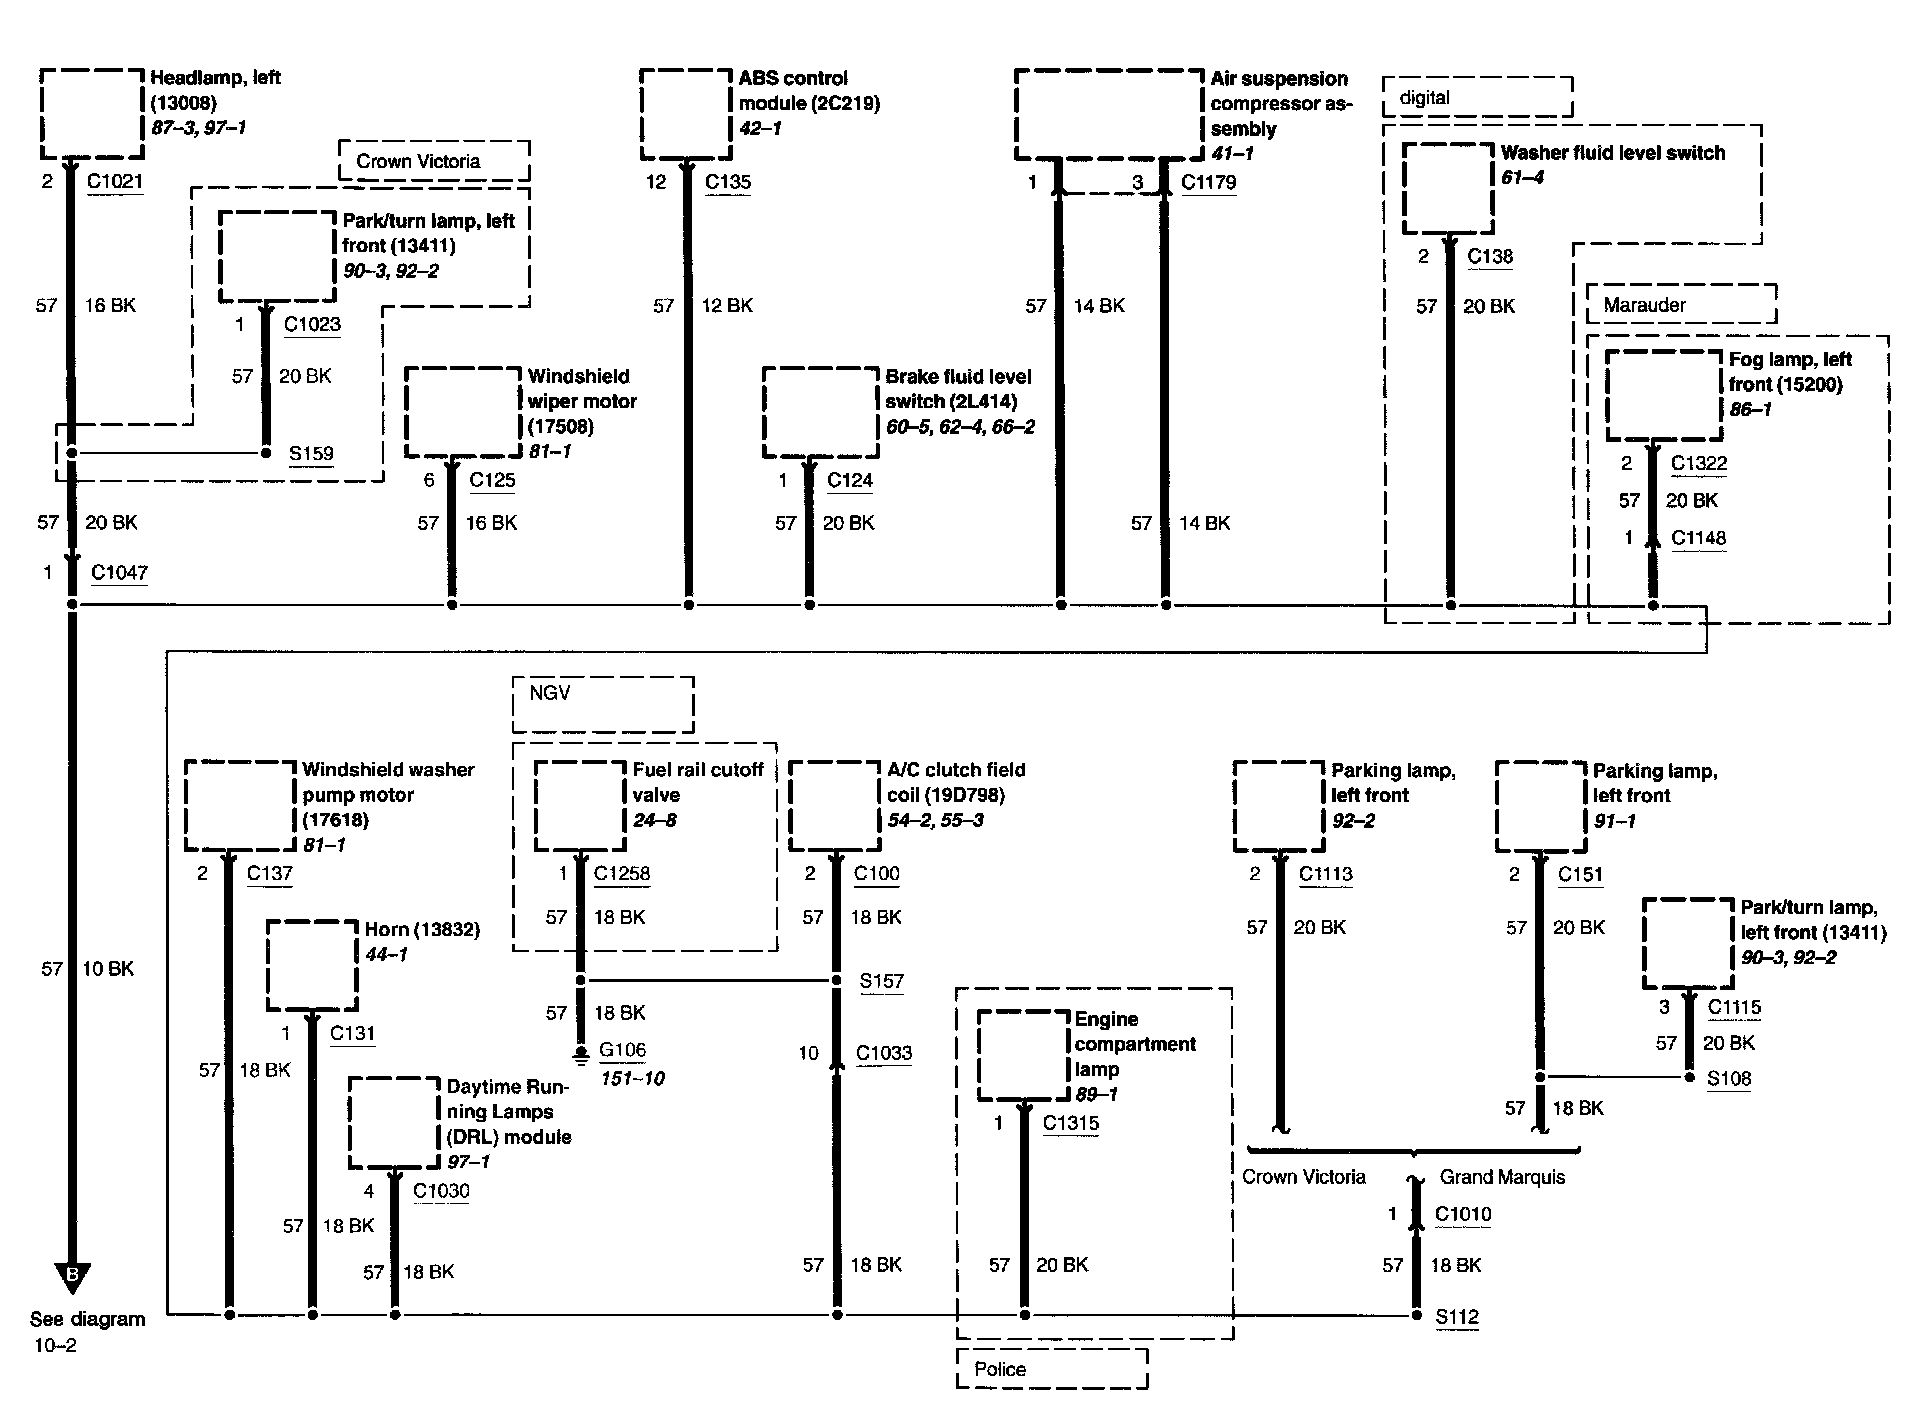 Headlamp, left
(13008)
87–3, 97–1
2 C1021
57 16 BK
Crown Victoria
Park/turn lamp, left
front (13411)
90–3, 92–2
1 C1023
57 20 BK
S159
57 20 BK
1 C1047
Windshield
wiper motor
(17508)
81–1
6 C125
57 16 BK
ABS control
module (2C219)
42–1
12 C135
57 12 BK
Brake fluid level
switch (2L414)
60–5, 62–4, 66–2
1 C124
57 20 BK
Air suspension
compressor as-
sembly
41–1
1 3 C1179
57 14 BK
57 14 BK
digital
Washer fluid level switch
61–4
2 C138
57 20 BK
Marauder
Fog lamp, left
front (15200)
86–1
2 C1322
57 20 BK
1 C1148
57 10 BK
B
See diagram
10–2
Windshield washer
pump motor
(17618)
81–1
2 C137
57 18 BK
Horn (13832)
44–1
1 C131
57 18 BK
Daytime Run-
ning Lamps
(DRL) module
97–1
4 C1030
57 18 BK
NGV
Fuel rail cutoff
valve
24–8
1 C1258
57 18 BK
57 18 BK
G106
151–10
A/C clutch field
coil (19D798)
54–2, 55–3
2 C100
57 18 BK
S157
10 C1033
57 18 BK
Engine
compartment
lamp
89–1
1 C1315
57 20 BK
Police
Parking lamp,
left front
92–2
2 C1113
57 20 BK
Parking lamp,
left front
91–1
2 C151
57 20 BK
Park/turn lamp,
left front (13411)
90–3, 92–2
3 C1115
57 20 BK
S108
57 18 BK
Crown Victoria Grand Marquis
1 C1010
57 18 BK
S112